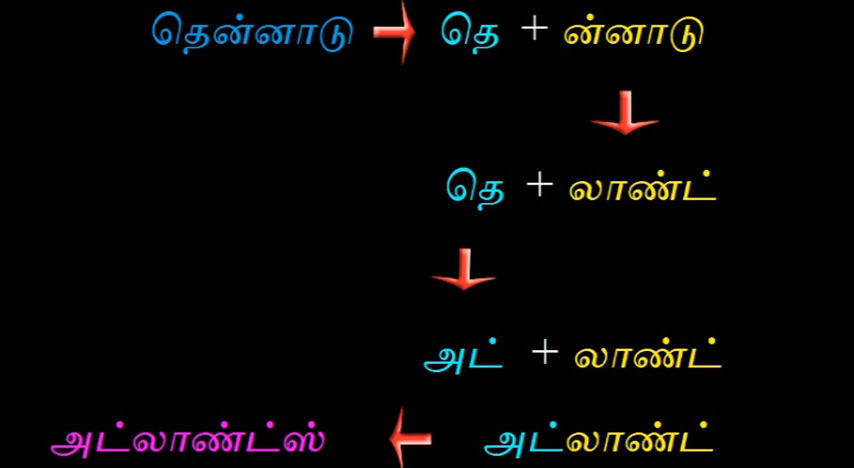 தென்னாடு → தெ + ன்னாடு
தெ + லாண்ட்
அட் + லாண்ட்
அட்லாண்ட்ஸ் ← அட்லாண்ட்